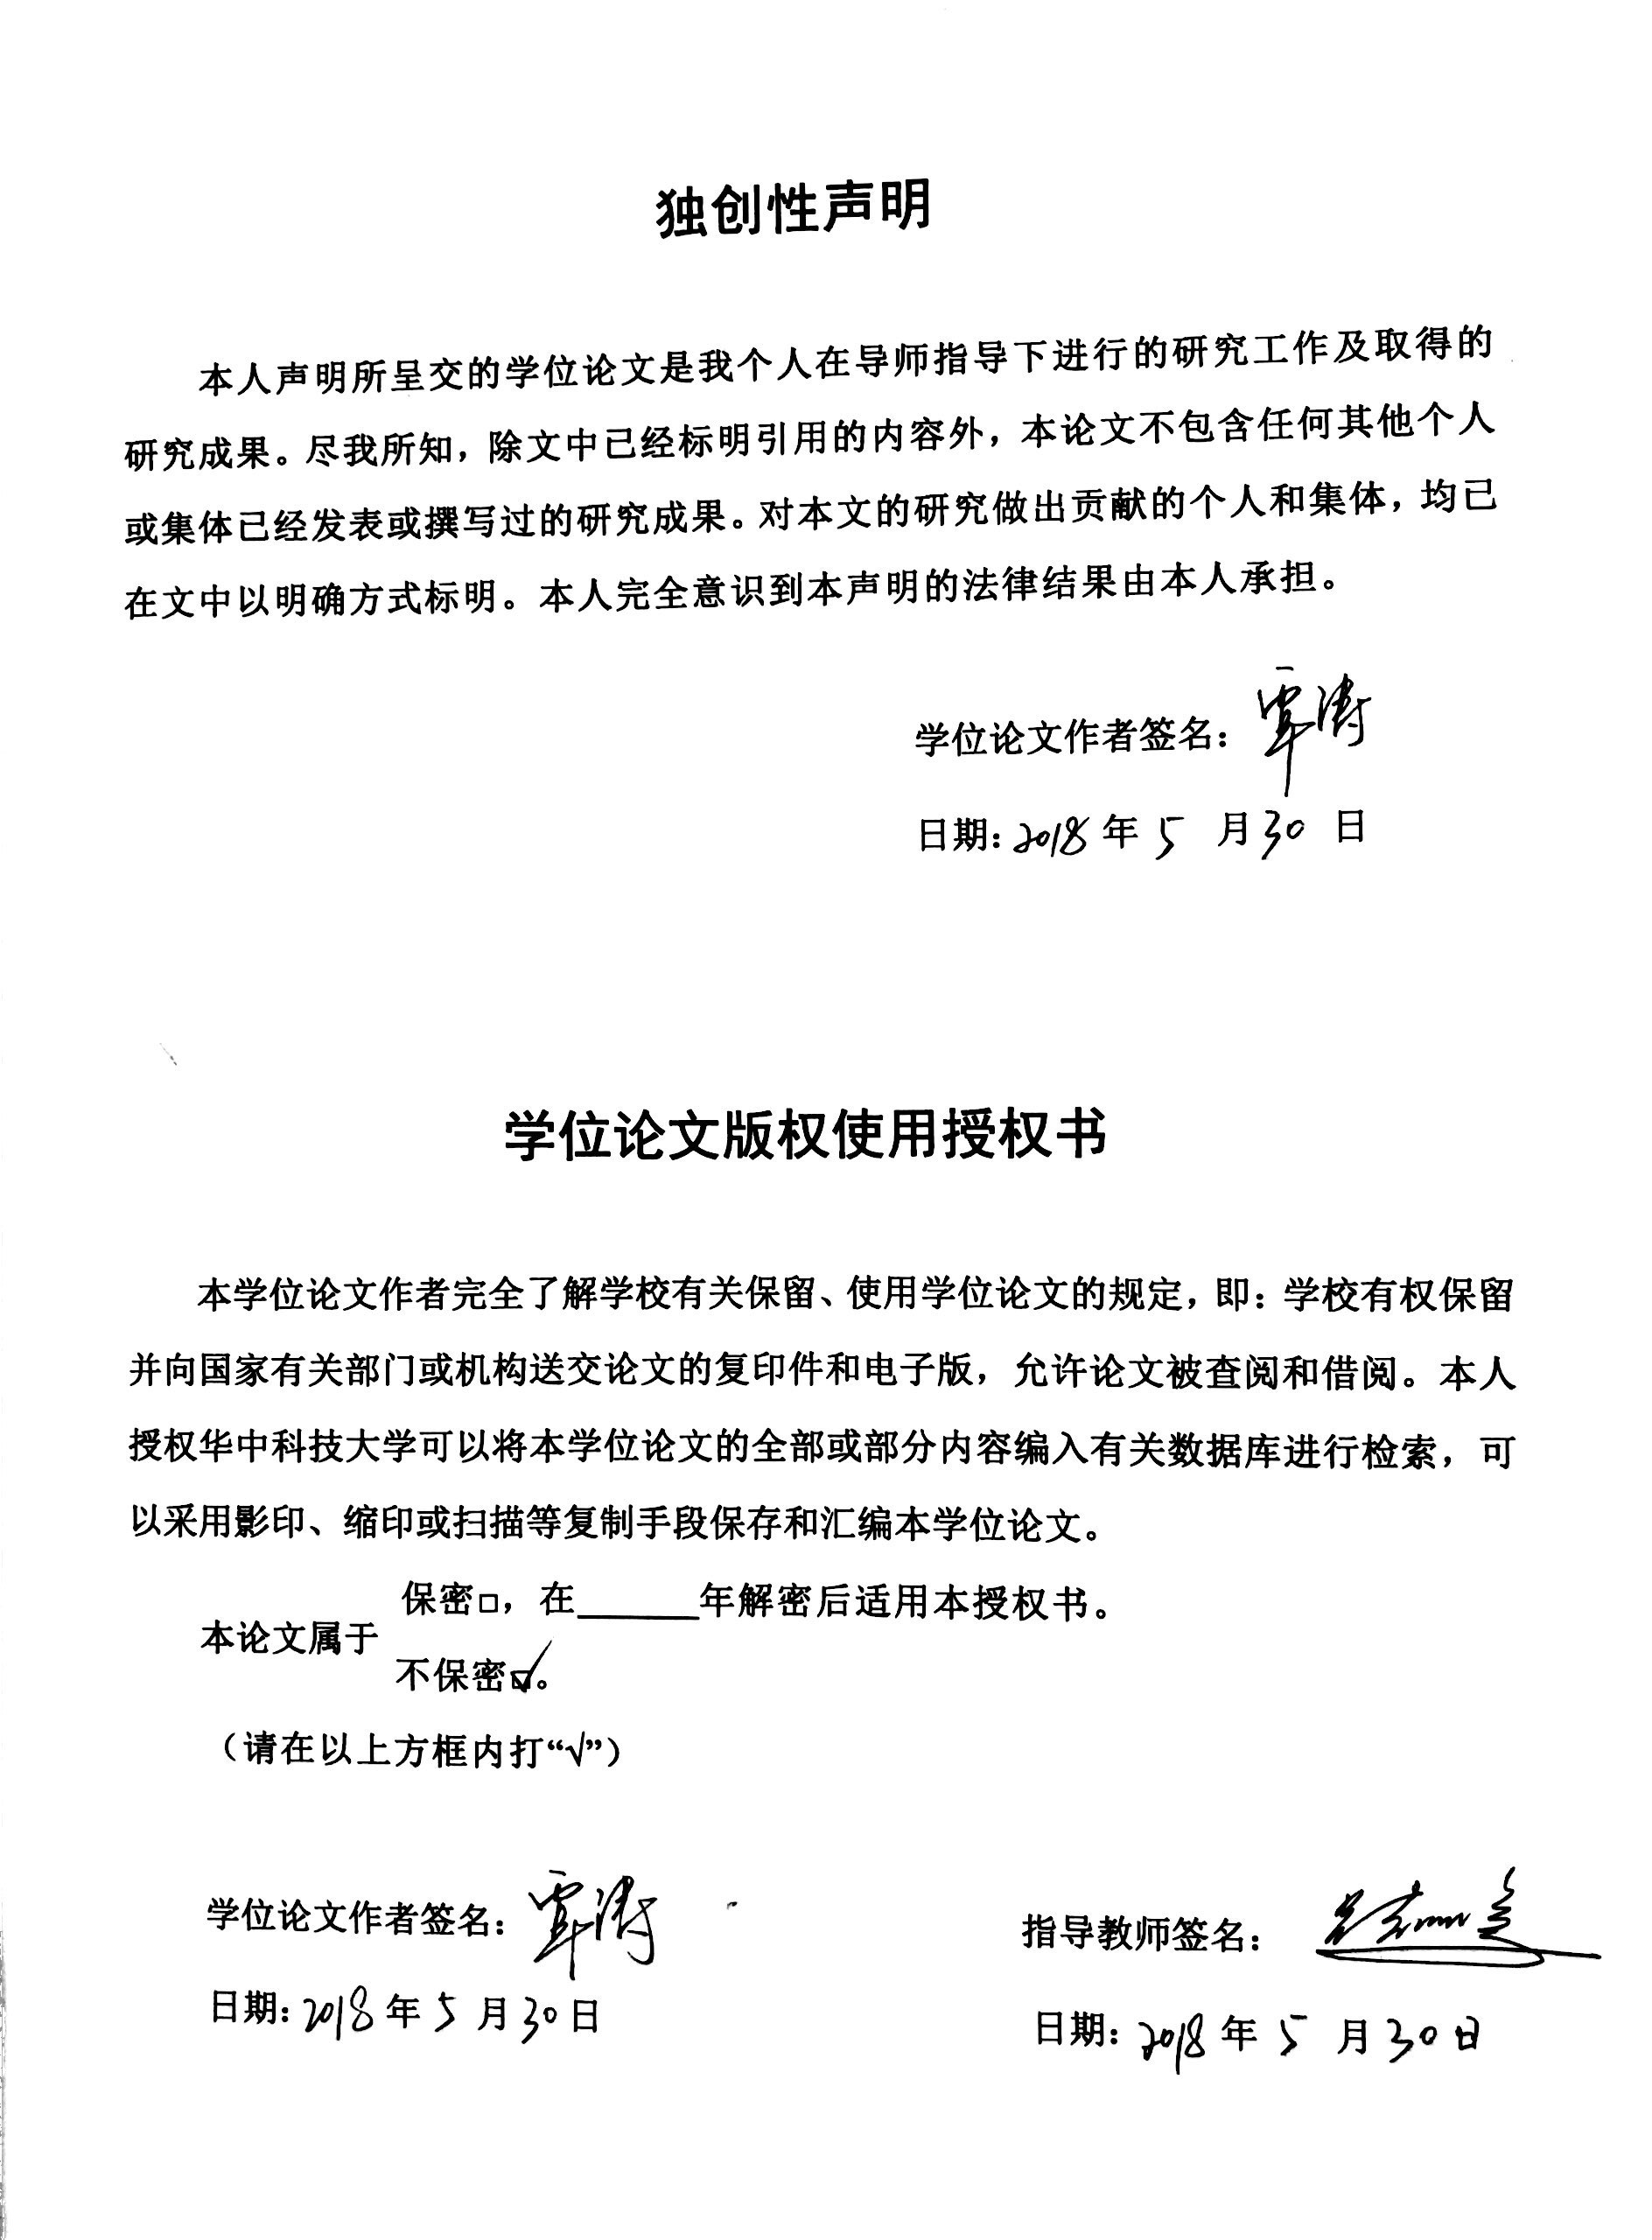 独创性声明
本人声明所呈交的学位论文是我个人在导师指导下进行的研究工作及取得的
研究成果。尽我所知，除文中已经标明引用的内容外，本论文不包含任何其他个人
或集体已经发表或撰写过的研究成果。对本文的研究做出贡献的个人和集体，均已
在文中以明确方式标明。本人完全意识到本声明的法律结果由本人承担。
学位论文作者签名：覃涛
日期：2018年 5 月 30 日
学位论文版权使用授权书
本学位论文作者完全了解学校有关保留、使用学位论文的规定，即：学校有权保留
并向国家有关部门或机构送交论文的复印件和电子版，允许论文被查阅和借阅。本人
授权华中科技大学可以将本学位论文的全部或部分内容编入有关数据库进行检索，可
以采用影印、缩印或扫描等复制手段保存和汇编本学位论文。
保密□，在______年解密后适用本授权书。
本论文属于
不保密☑。
（请在以上方框内打“√”）
学位论文作者签名：覃涛
指导教师签名：
日期：2018年 5 月 30 日
日期：2018年 5 月 30 日